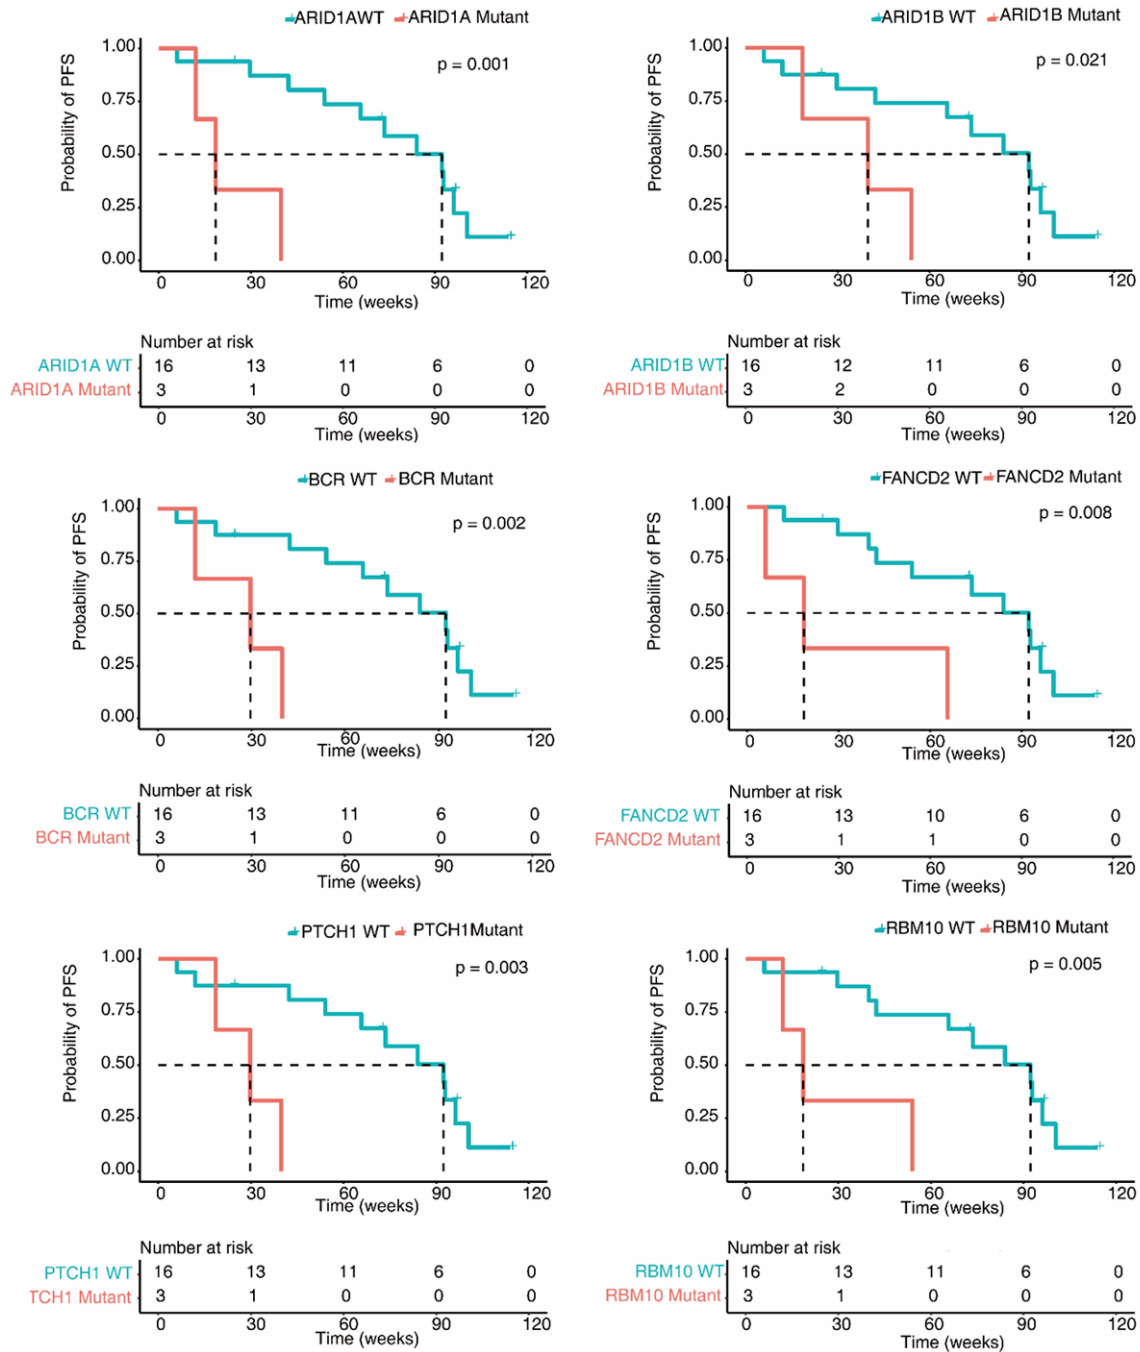 ARID1AWT ARID1A Mutant
p = 0.001
Probability of PFS
1.00
0.75
0.50
0.25
0.00
0 30 60 90 120
Time (weeks)
Number at risk
ARID1A WT 16 13 11 6 0
ARID1A Mutant 3 1 0 0 0
0 30 60 90 120
Time (weeks)
ARID1B WT ARID1B Mutant
p = 0.021
Probability of PFS
1.00
0.75
0.50
0.25
0.00
0 30 60 90 120
Time (weeks)
Number at risk
ARID1B WT 16 12 11 6 0
ARID1B Mutant 3 2 0 0 0
0 30 60 90 120
Time (weeks)
BCR WT BCR Mutant
p = 0.002
Probability of PFS
1.00
0.75
0.50
0.25
0.00
0 30 60 90 120
Time (weeks)
Number at risk
BCR WT 16 13 11 6 0
BCR Mutant 3 1 0 0 0
0 30 60 90 120
Time (weeks)
FANCD2 WT FANCD2 Mutant
p = 0.008
Probability of PFS
1.00
0.75
0.50
0.25
0.00
0 30 60 90 120
Time (weeks)
Number at risk
FANCD2 WT 16 13 10 6 0
FANCD2 Mutant 3 1 1 0 0
0 30 60 90 120
Time (weeks)
PTCH1 WT PTCH1Mutant
p = 0.003
Probability of PFS
1.00
0.75
0.50
0.25
0.00
0 30 60 90 120
Time (weeks)
Number at risk
PTCH1 WT 16 13 11 6 0
TCH1 Mutant 3 1 0 0 0
0 30 60 90 120
Time (weeks)
RBM10 WT RBM10 Mutant
p = 0.005
Probability of PFS
1.00
0.75
0.50
0.25
0.00
0 30 60 90 120
Time (weeks)
Number at risk
RBM10 WT 16 13 11 6 0
RBM10 Mutant 3 1 0 0 0
0 30 60 90 120
Time (weeks)